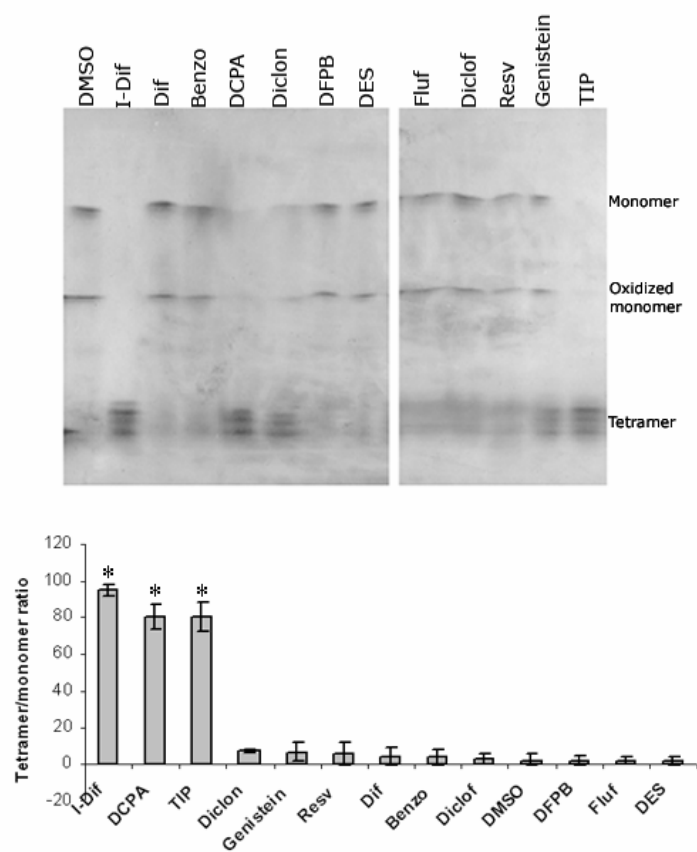 DMSO I-Dif Dif Benzo DCPA Diclon DFPB DES Fluf Diclof Resv Genistein TIP
Monomer
Oxidized
monomer
Tetramer
Tetramer/monomer ratio
120
100
80
60
40
20
0
-20
* * *
I-Dif DCPA TIP Diclon Genistein Resv Dif Benzo Diclof DMSO DFPB Fluf DES